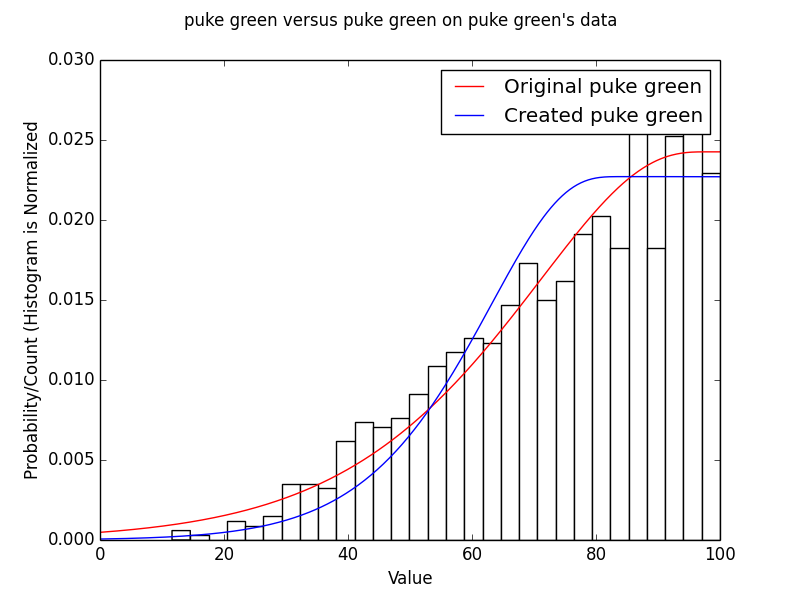 puke green versus puke green on puke green's data
0.030
0.025
0.020
0.015
0.010
0.005
0.000
Probability/Count (Histogram is Normalized
Original puke green
Created puke green
0 20 40 60 80 100
Value